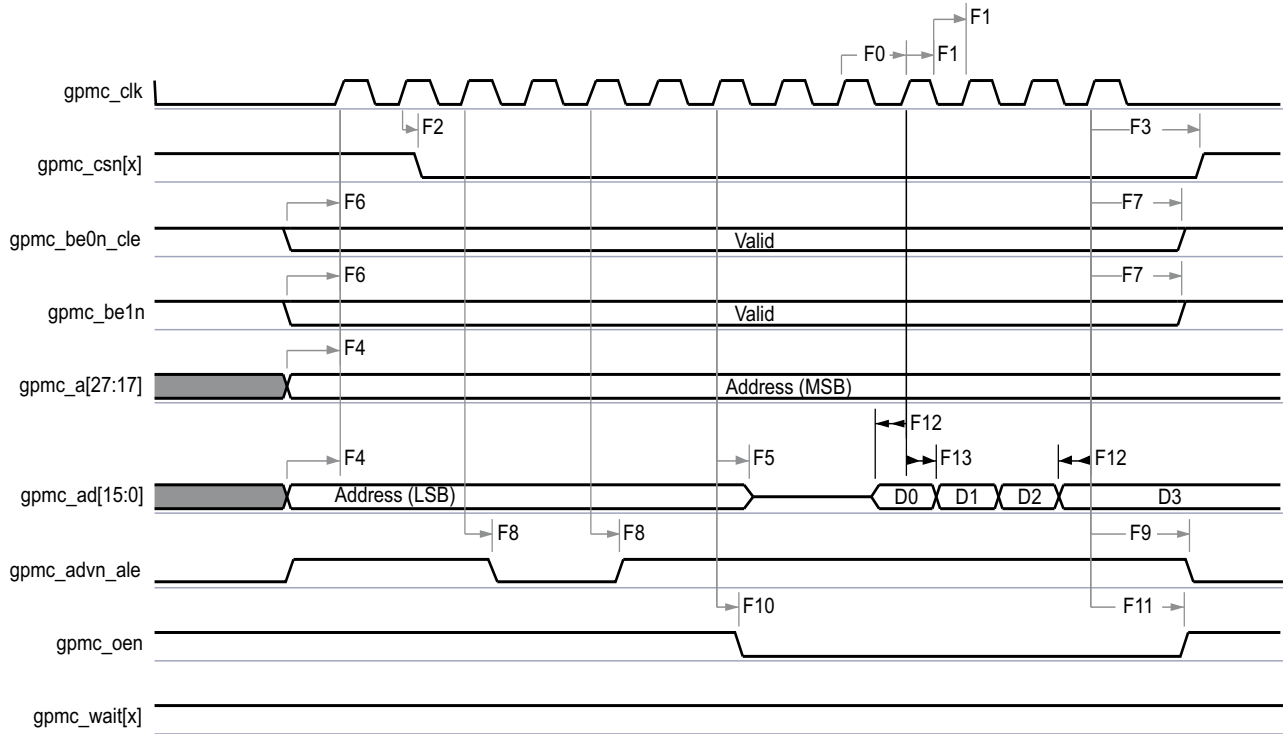 F1
F0 F1
gpmc_clk
F2 F3
gpmc_csn[x]
F6 F7
gpmc_be0n_cle Valid
F6 F7
gpmc_be1n Valid
F4
gpmc_a[27:17] Address (MSB)
F12
F4 F5 F13 F12
gpmc_ad[15:0] Address (LSB) D0 D1 D2 D3
F8 F8 F9
gpmc_advn_ale
F10 F11
gpmc_oen
gpmc_wait[x]